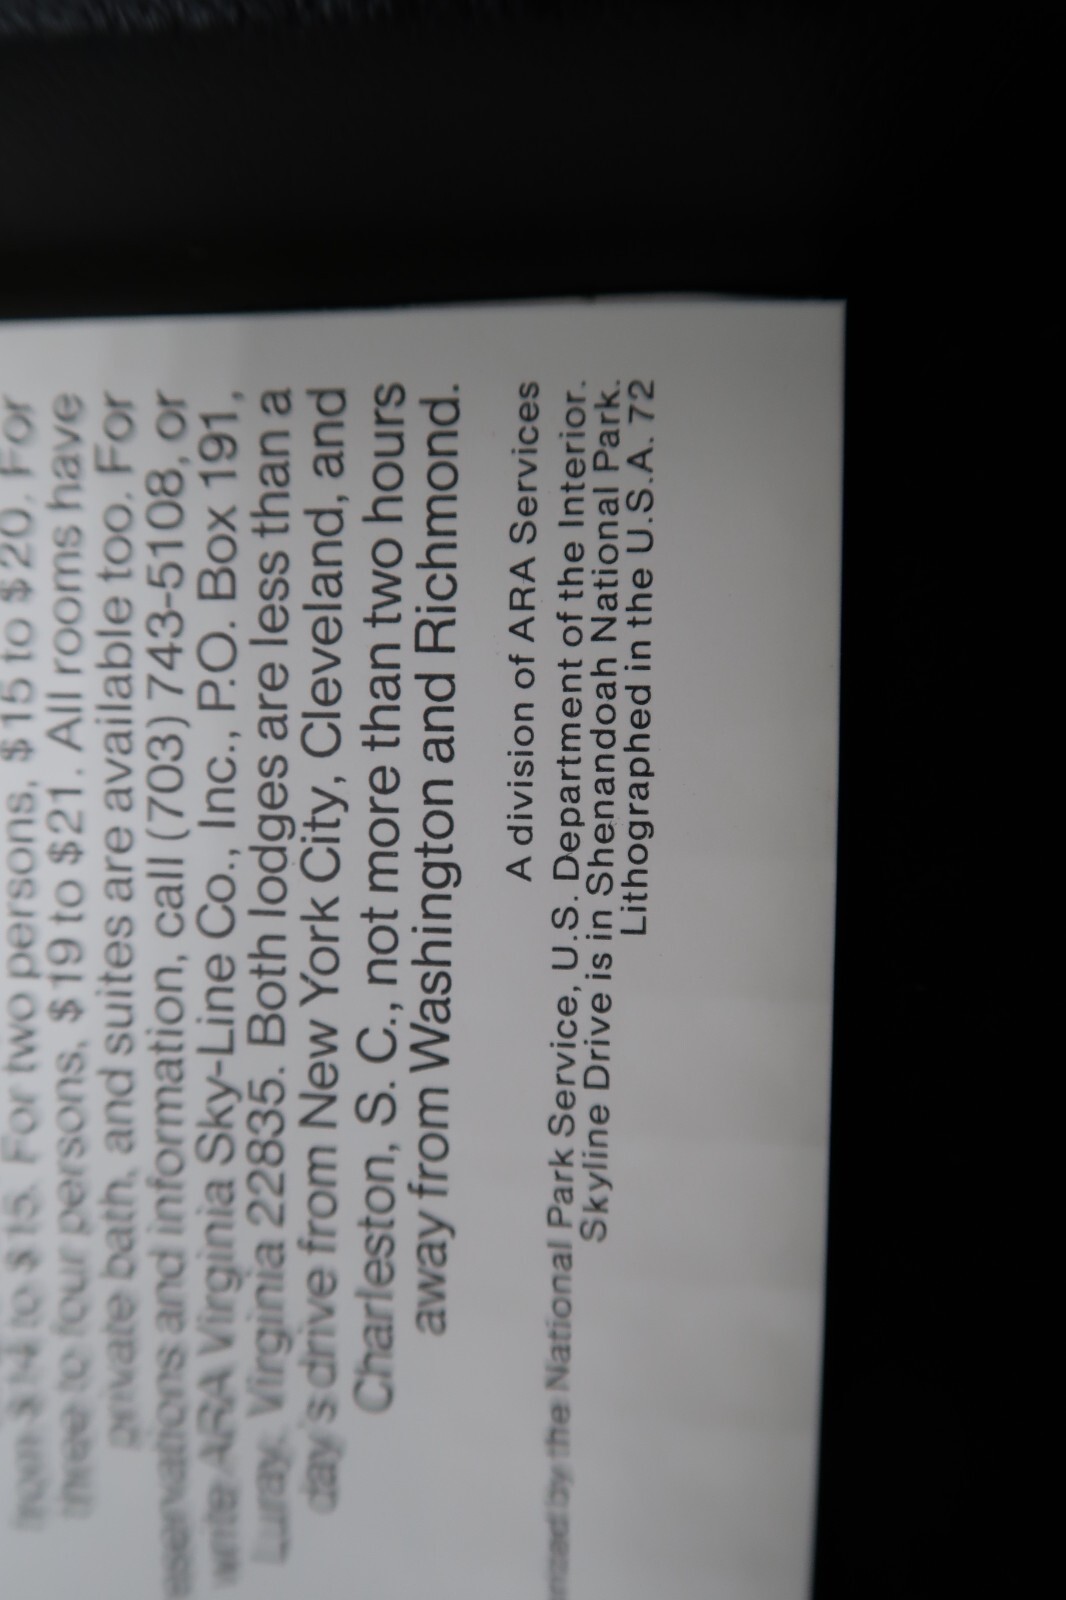 from $14 to $15. For two persons, $15 to $20. For
three to four persons, $19 to $21. All rooms have
private bath, and suites are available too. For
reservations and information, call (703) 743-5108, or
write ARA Virginia Sky-Line Co., Inc., P.O. Box 191,
Luray, Virginia 22835. Both lodges are less than a
day's drive from New York City, Cleveland, and
Charleston, S. C., not more than two hours
away from Washington and Richmond.
A division of ARA Services
by the National Park Service, U.S. Department of the Interior.
Skyline Drive is in Shenandoah National Park.
Lithographed in the U.S.A. 72